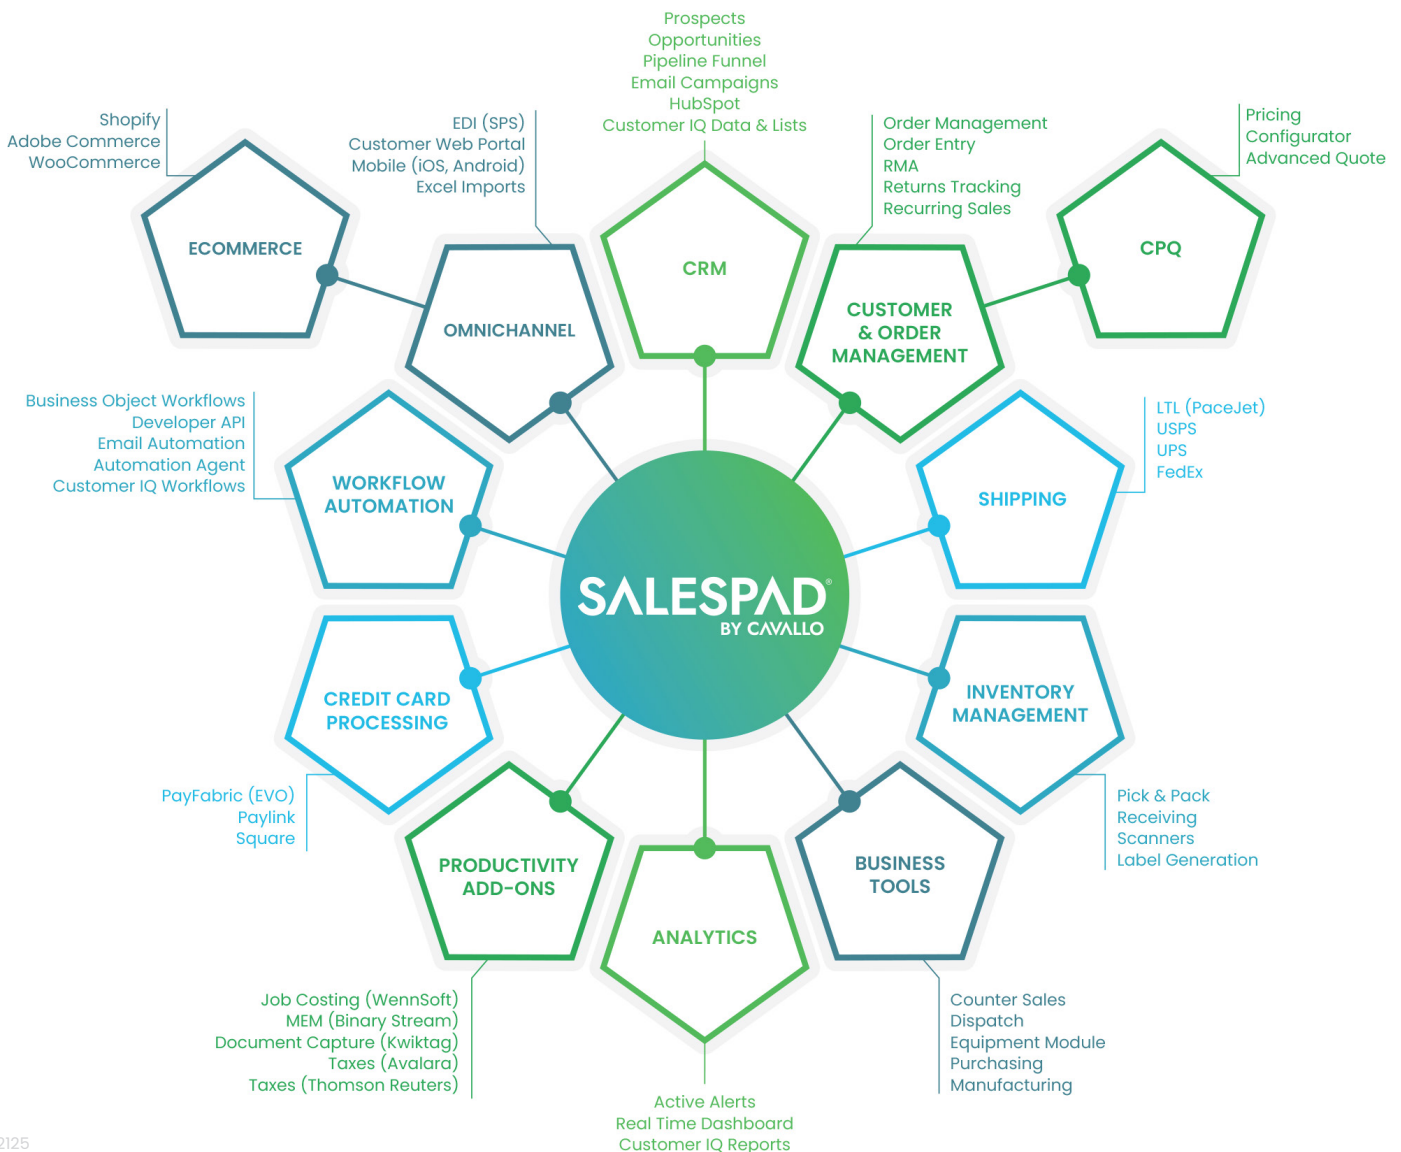 Prospects
Opportunities
Pipeline Funnel
Email Campaigns
HubSpot
Customer IQ Data & Lists
Shopify
Adobe Commerce
WooCommerce
EDI (SPS)
Customer Web Portal
Mobile (iOS, Android)
Excel Imports
Order Management
Order Entry
RMA
Returns Tracking
Recurring Sales
Pricing
Configurator
Advanced Quote
ECOMMERCE
OMNICHANNEL
CRM
CUSTOMER
& ORDER
MANAGEMENT
CPQ
Business Object Workflows
Developer API
Email Automation
Automation Agent
Customer IQ Workflows
WORKFLOW
AUTOMATION
SHIPPING
LTL (PaceJet)
USPS
UPS
FedEx
SALESPAD®
BY CAVALLO
CREDIT CARD
PROCESSING
INVENTORY
MANAGEMENT
PayFabric (EVO)
Paylink
Square
Pick & Pack
Receiving
Scanners
Label Generation
PRODUCTIVITY
ADD-ONS
ANALYTICS
BUSINESS
TOOLS
Job Costing (WennSoft)
MEM (Binary Stream)
Document Capture (Kwiktag)
Taxes (Avalara)
Taxes (Thomson Reuters)
Active Alerts
Real Time Dashboard
Customer IQ Reports
Counter Sales
Dispatch
Equipment Module
Purchasing
Manufacturing
2125